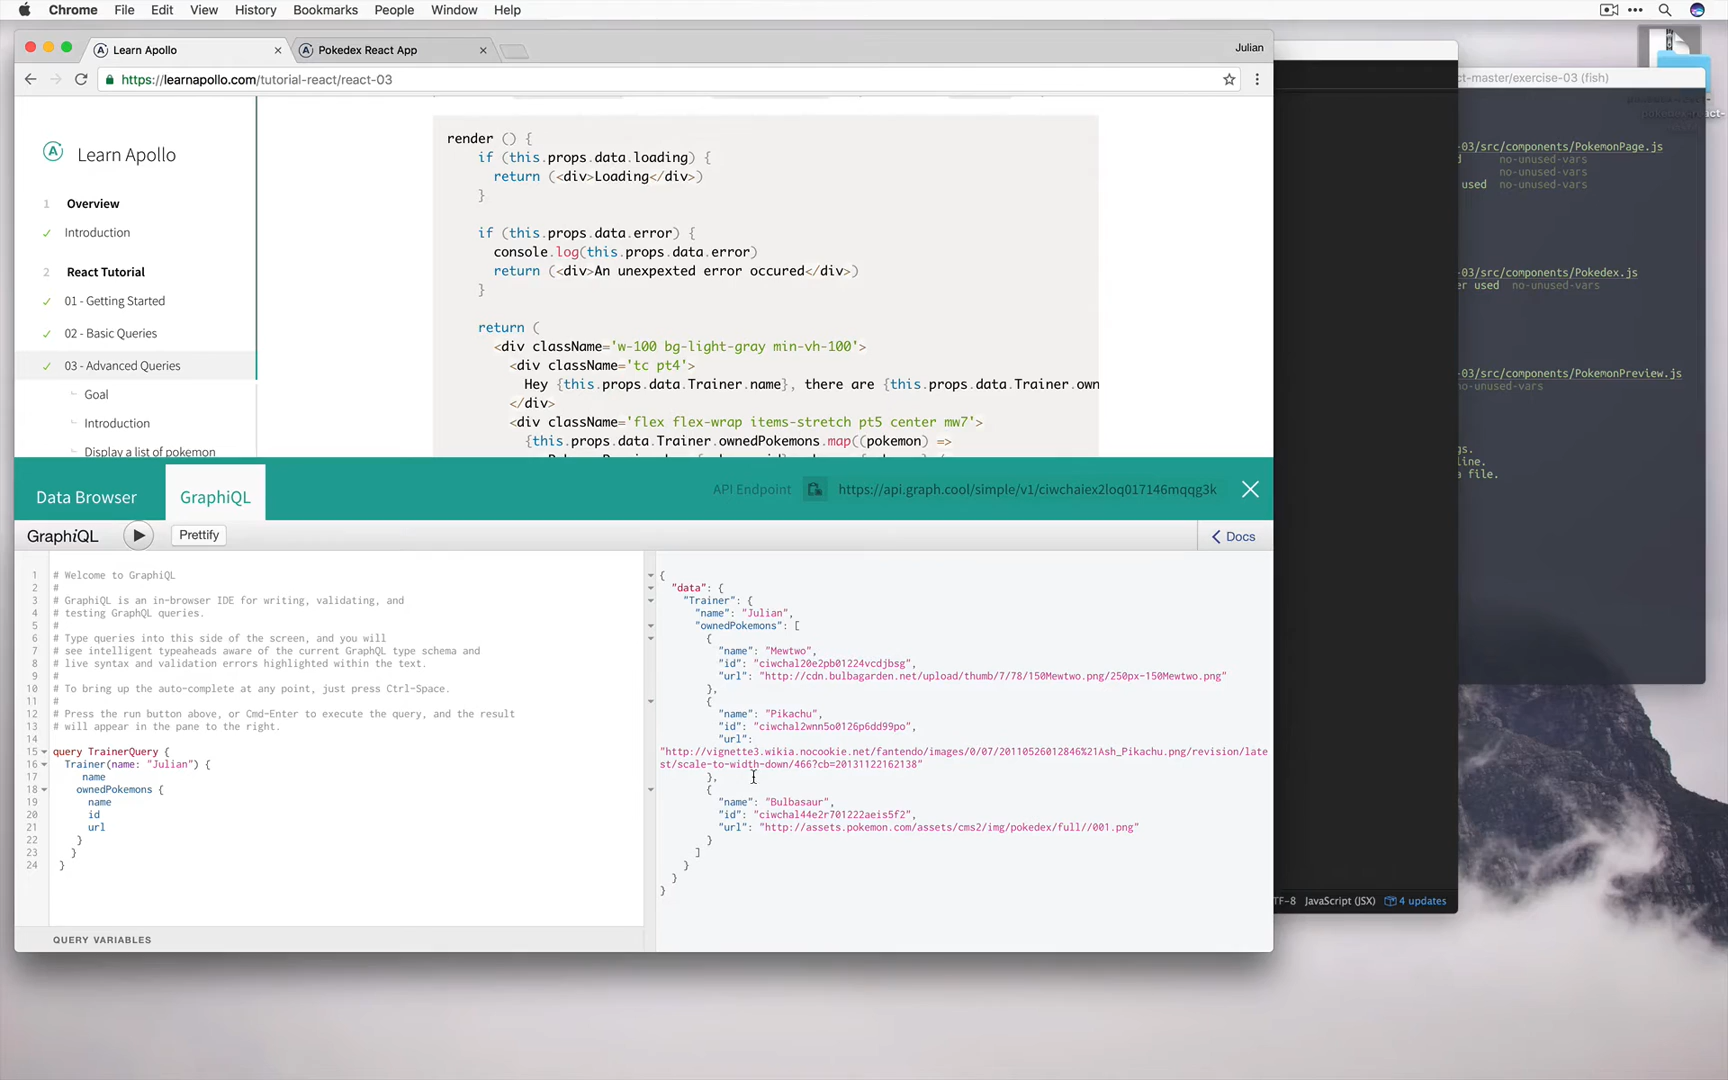 Chrome File Edit View History Bookmarks People Window Help
Learn Apollo
Pokedex React App
Julian
https://learnapollo.com/tutorial-react/react-03
Learn Apollo
1 Overview
✓ Introduction
2 React Tutorial
✓ 01 - Getting Started
✓ 02 - Basic Queries
✓ 03 - Advanced Queries
Goal
Introduction
Display a list of pokemon
render () {
if (this.props.data.loading) {
return (<div>Loading</div>)
}
if (this.props.data.error) {
console.log(this.props.data.error)
return (<div>An unexpexted error occured</div>)
}
return (
<div className='w-100 bg-light-gray min-vh-100'>
<div className='tc pt4'>
Hey {this.props.data.Trainer.name}, there are {this.props.data.Trainer.own
</div>
<div className='flex flex-wrap items-stretch pt5 center mw7'>
{this.props.data.Trainer.ownedPokemons.map((pokemon) =>
ct-master/exercise-03 (fish)
-03/src/components/PokemonPage.js
d no-unused-vars
no-unused-vars
used no-unused-vars
-03/src/components/Pokedex.js
er used no-unused-vars
-03/src/components/PokemonPreview.js
no-unused-vars
gs.
line.
a file.
TF-8 JavaScript (JSX) 4 updates
Data Browser
GraphiQL
API Endpoint
https://api.graph.cool/simple/v1/ciwchaiex2loq017146mqqg3k
GraphiQL
Prettify
Docs
1 # Welcome to GraphiQL
2 #
3 # GraphiQL is an in-browser IDE for writing, validating, and
4 # testing GraphQL queries.
5 #
6 # Type queries into this side of the screen, and you will
7 # see intelligent typeaheads aware of the current GraphQL type schema and
8 # live syntax and validation errors highlighted within the text.
9 #
10 # To bring up the auto-complete at any point, just press Ctrl-Space.
11 #
12 # Press the run button above, or Cmd-Enter to execute the query, and the result
13 # will appear in the pane to the right.
14
15 query TrainerQuery {
16 Trainer(name: "Julian") {
17 name
18 ownedPokemons {
19 name
20 id
21 url
22 }
23 }
24 }
QUERY VARIABLES
{
"data": {
"Trainer": {
"name": "Julian",
"ownedPokemons": [
{
"name": "Mewtwo",
"id": "ciwchal20e2pb01224vcdjbsg",
"url": "http://cdn.bulbagarden.net/upload/thumb/7/78/150Mewtwo.png/250px-150Mewtwo.png"
},
{
"name": "Pikachu",
"id": "ciwchal2wnn5o0126p6dd99po",
"url":
"http://vignette3.wikia.nocookie.net/fantendo/images/0/07/20110526012846%21Ash_Pikachu.png/revision/late
st/scale-to-width-down/466?cb=20131122162138"
},
{
"name": "Bulbasaur",
"id": "ciwchal44e2r701222aeis5f2",
"url": "http://assets.pokemon.com/assets/cms2/img/pokedex/full//001.png"
}
]
}
}
}